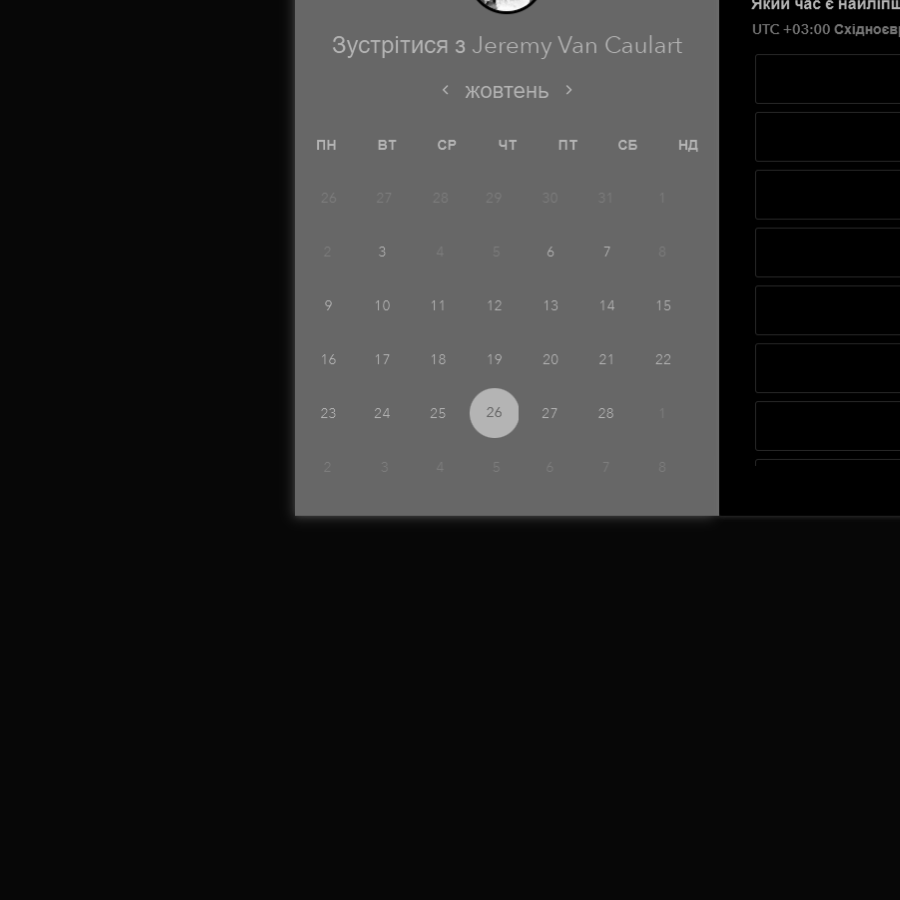 Який час є найліпш
Зустрітися з Jeremy Van Caulart
UTC +03:00 Східноєв
жовтень
ПН ВТ СР ЧТ ПТ СБ НД
26 27 28 29 30 31 1
2 3 4 5 6 7 8
9 10 11 12 13 14 15
16 17 18 19 20 21 22
23 24 25 26 27 28 1
2 3 4 5 6 7 8